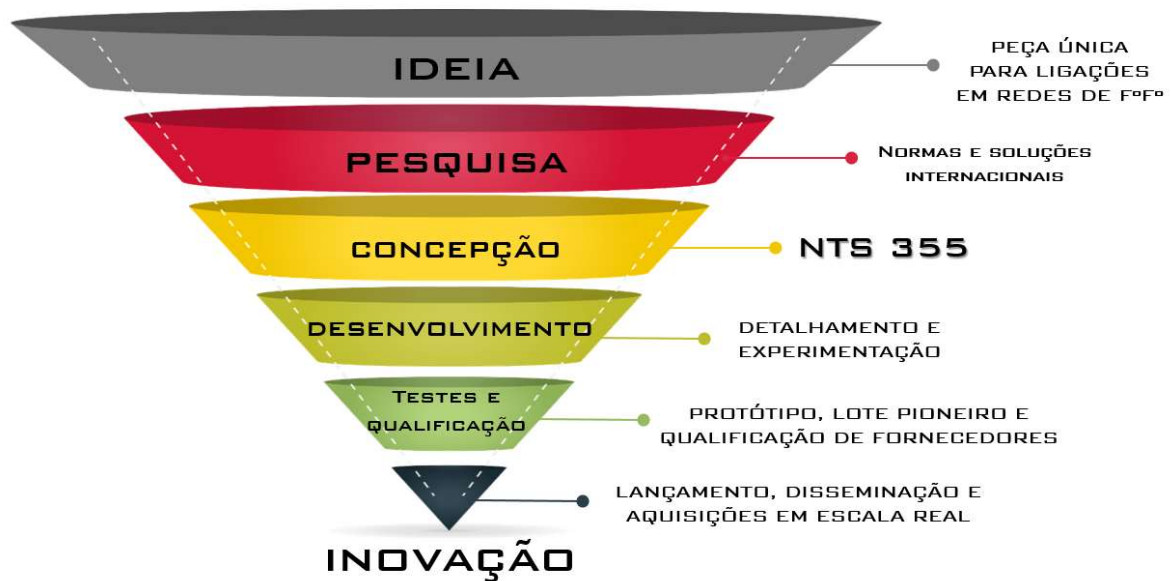 IDEIA
PEÇA ÚNICA
PARA LIGAÇÕES
EM REDES DE FºFº
PESQUISA
NORMAS E SOLUÇÕES
INTERNACIONAIS
CONCEPÇÃO
NTS 355
DESENVOLVIMENTO
DETALHAMENTO E
EXPERIMENTAÇÃO
TESTES E
QUALIFICAÇÃO
PROTÓTIPO, LOTE PIONEIRO E
QUALIFICAÇÃO DE FORNECEDORES
LANÇAMENTO, DISSEMINAÇÃO E
AQUISIÇÕES EM ESCALA REAL
INOVAÇÃO